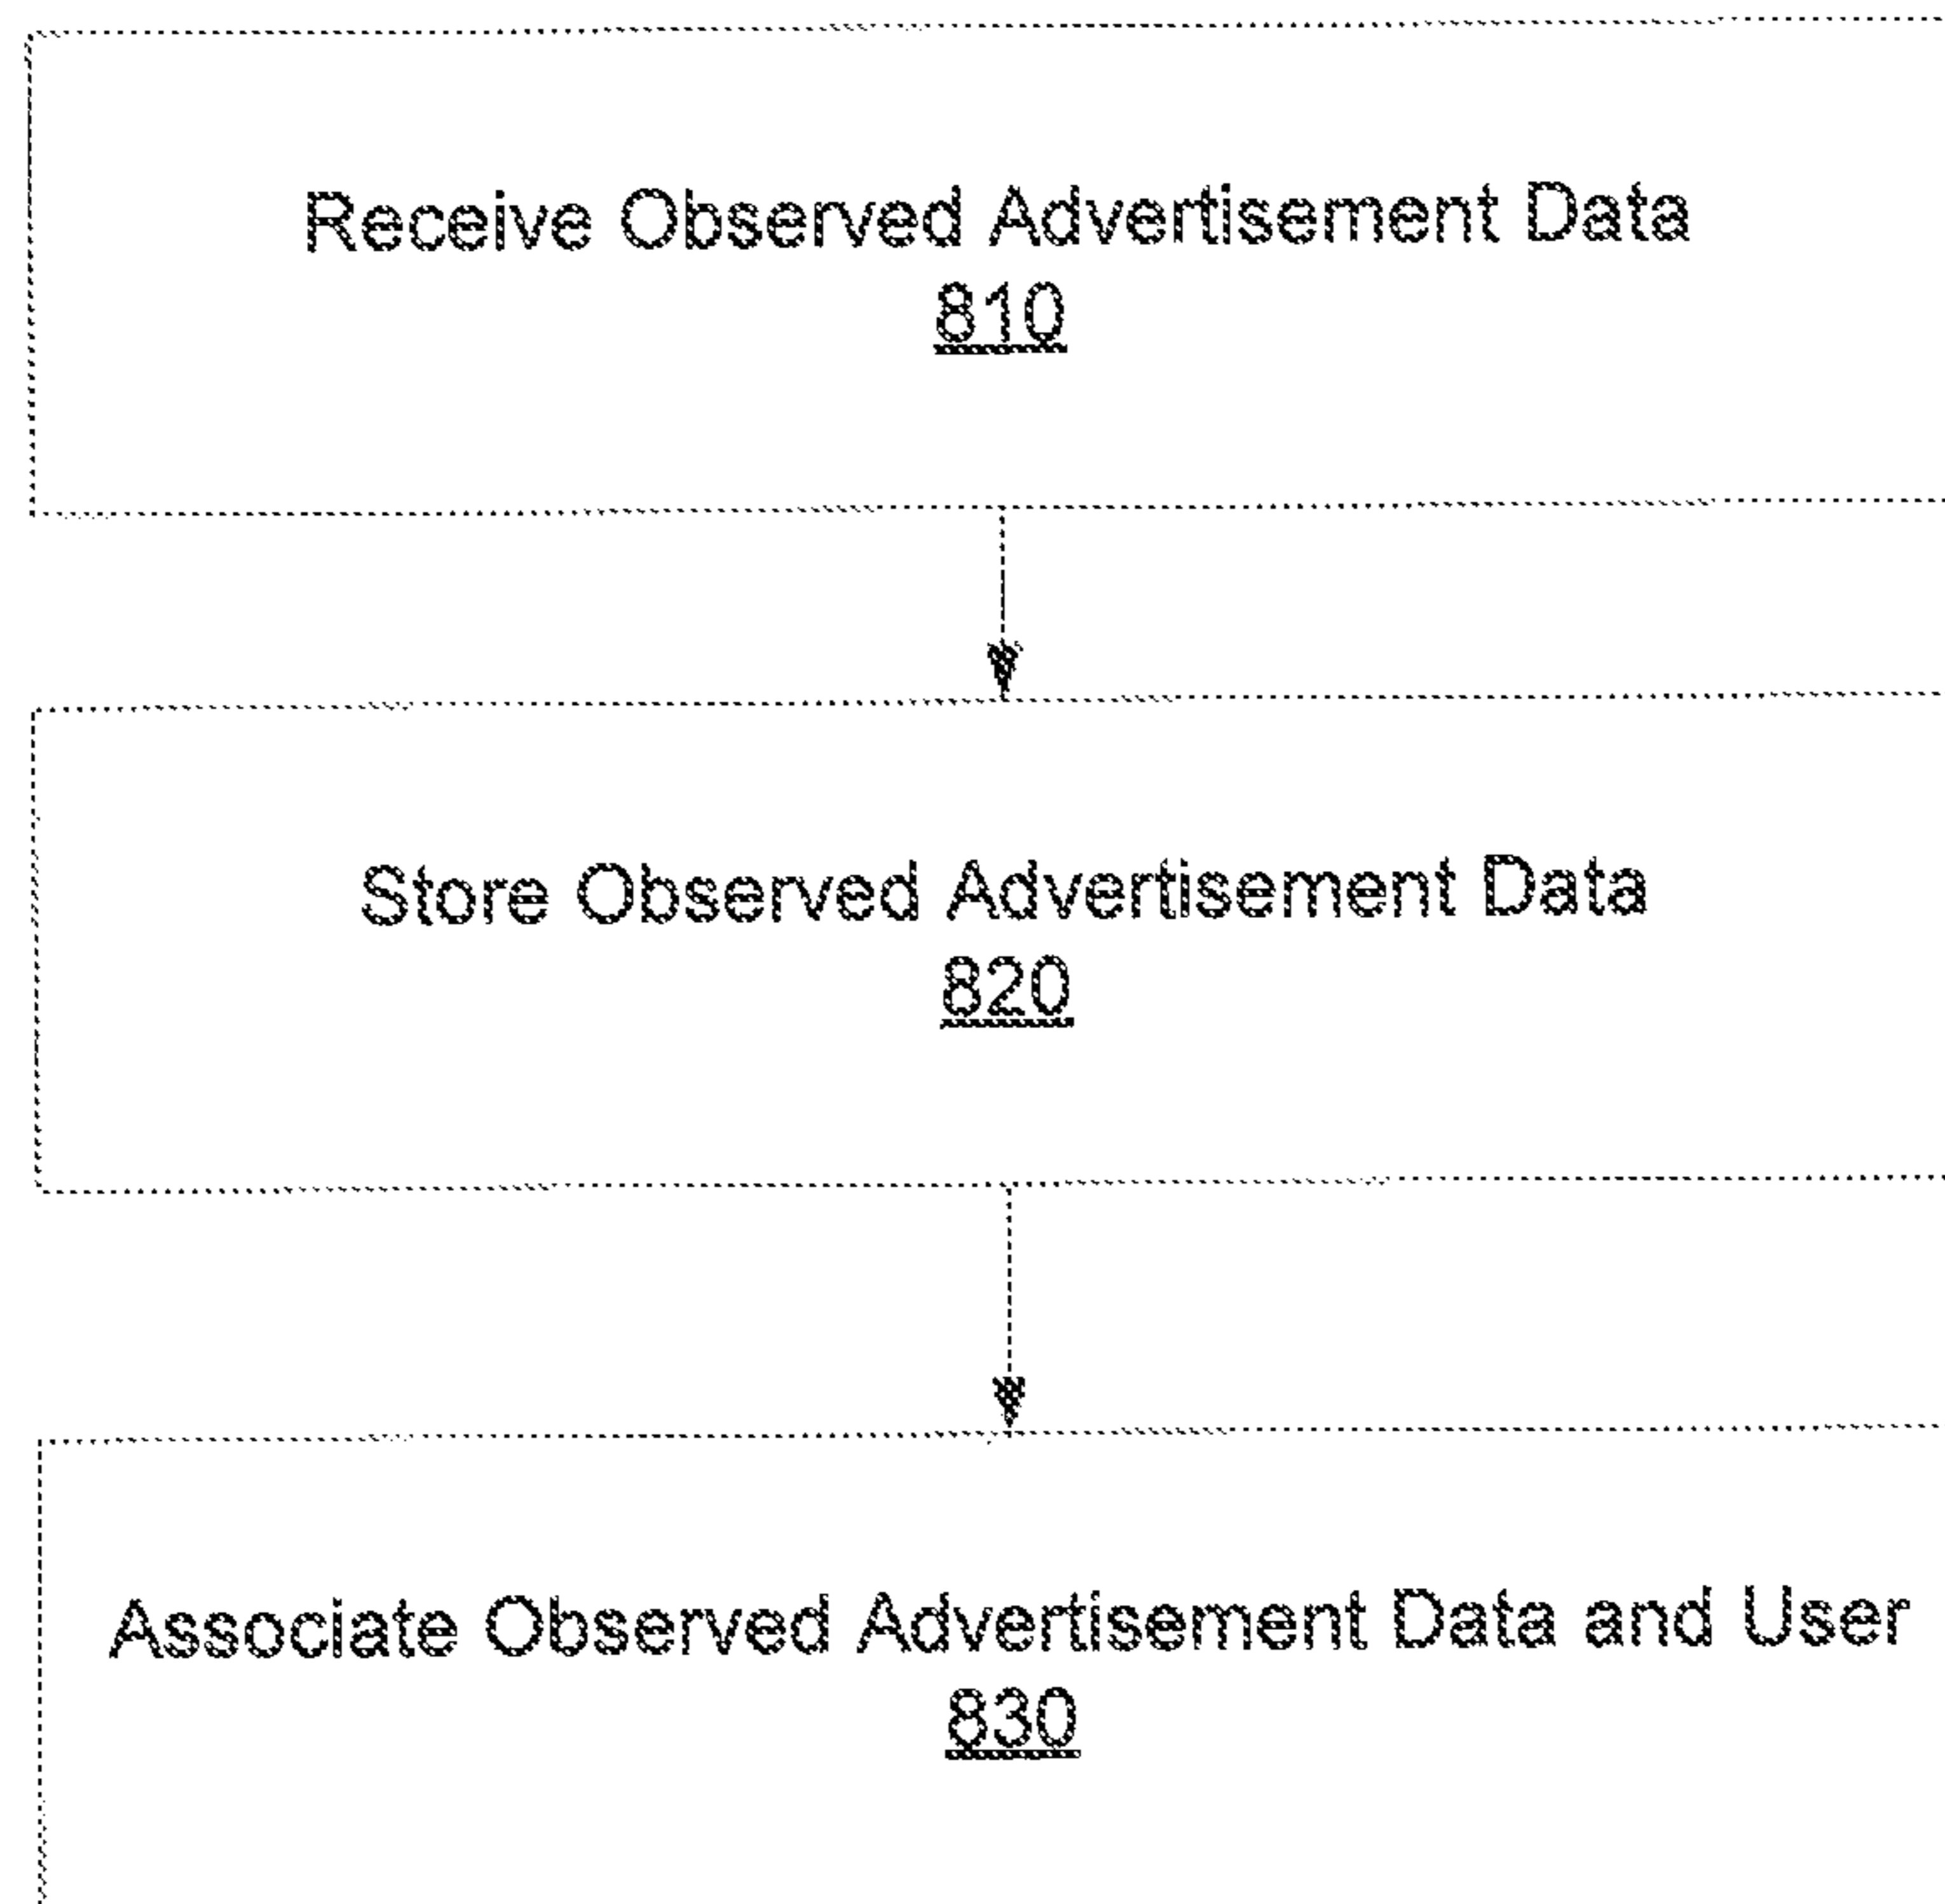 Receive Observed Advertisement Data
810
Store Observed Advertisement Data
820
Associate Observed Advertisement Data and User
830